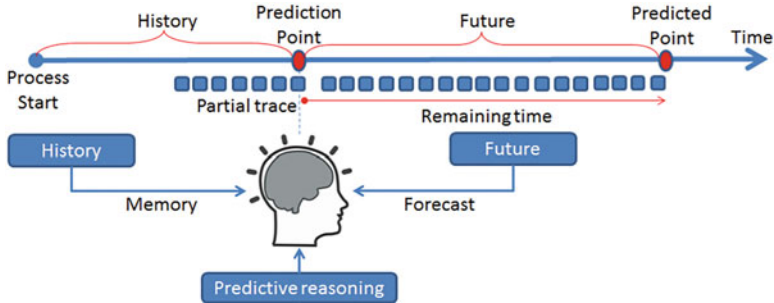 History
Prediction
Point
Future
Predicted
Point
Time
Process
Start
Partial trace
Remaining time
History
Future
Memory
Forecast
Predictive reasoning